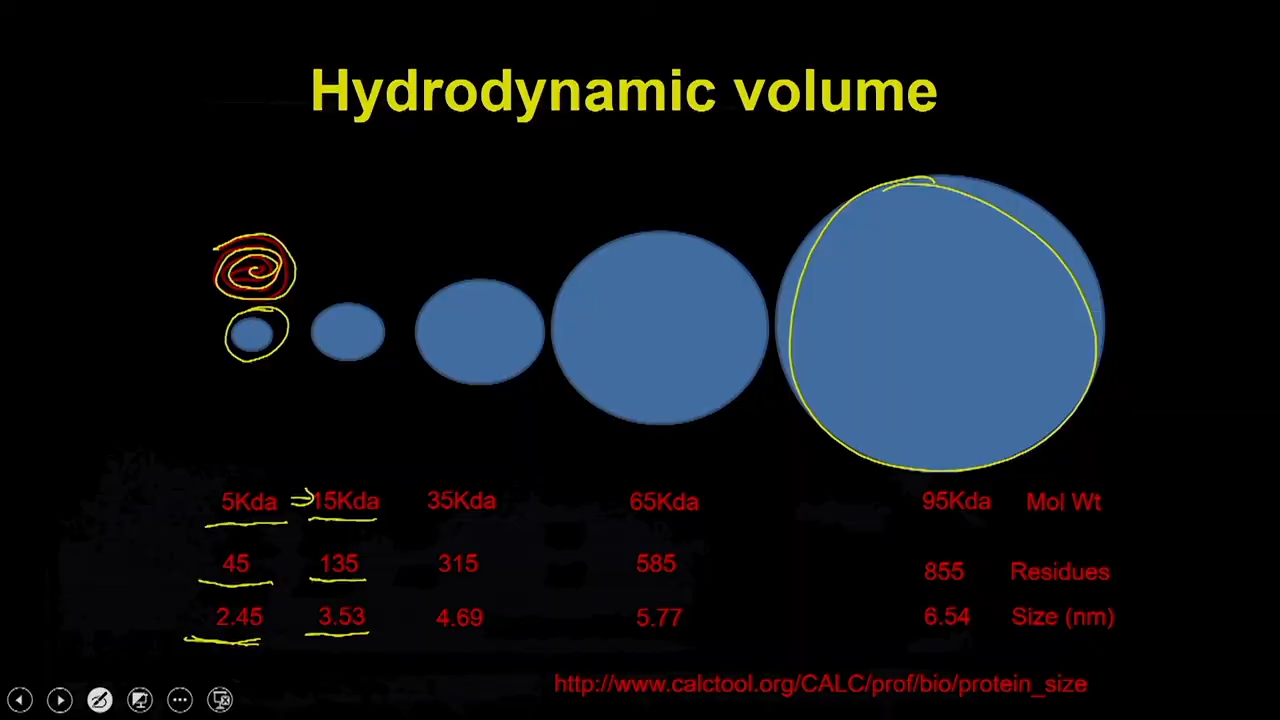 Hydrodynamic volume
5Kda ⇒ 15Kda 35Kda 65Kda 95Kda Mol Wt
45 135 315 585 855 Residues
2.45 3.53 4.69 5.77 6.54 Size (nm)
http://www.calctool.org/CALC/prof/bio/protein_size